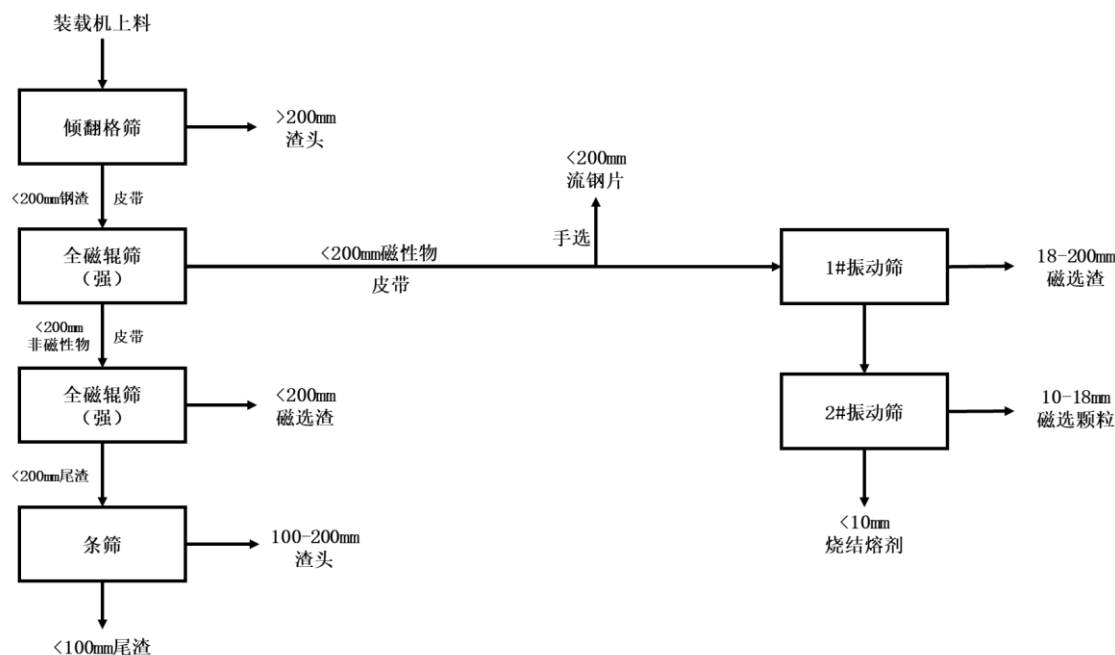 装载机上料
倾翻格筛
>200mm
渣头
<200mm钢渣
皮带
<200mm
流钢片
手选
全磁辊筛
（强）
<200mm磁性物
皮带
1#振动筛
18-200mm
磁选渣
<200mm
非磁性物
皮带
全磁辊筛
（强）
<200mm
磁选渣
2#振动筛
10-18mm
磁选颗粒
<200mm尾渣
条筛
100-200mm
渣头
<10mm
烧结熔剂
<100mm尾渣